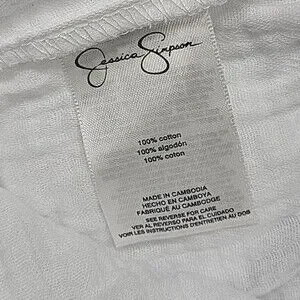 Jessica Simpson
100% cotton
100% algodón
100% coton
MADE IN CAMBODIA
HECHO EN CAMBOYA
FABRIQUÉ AU CAMBODGE
SEE REVERSE FOR CARE
VER AL REVERSO PARA EL CUIDADO
VOIR LES INSTRUCTIONS D'ENTRETIEN AU DOS